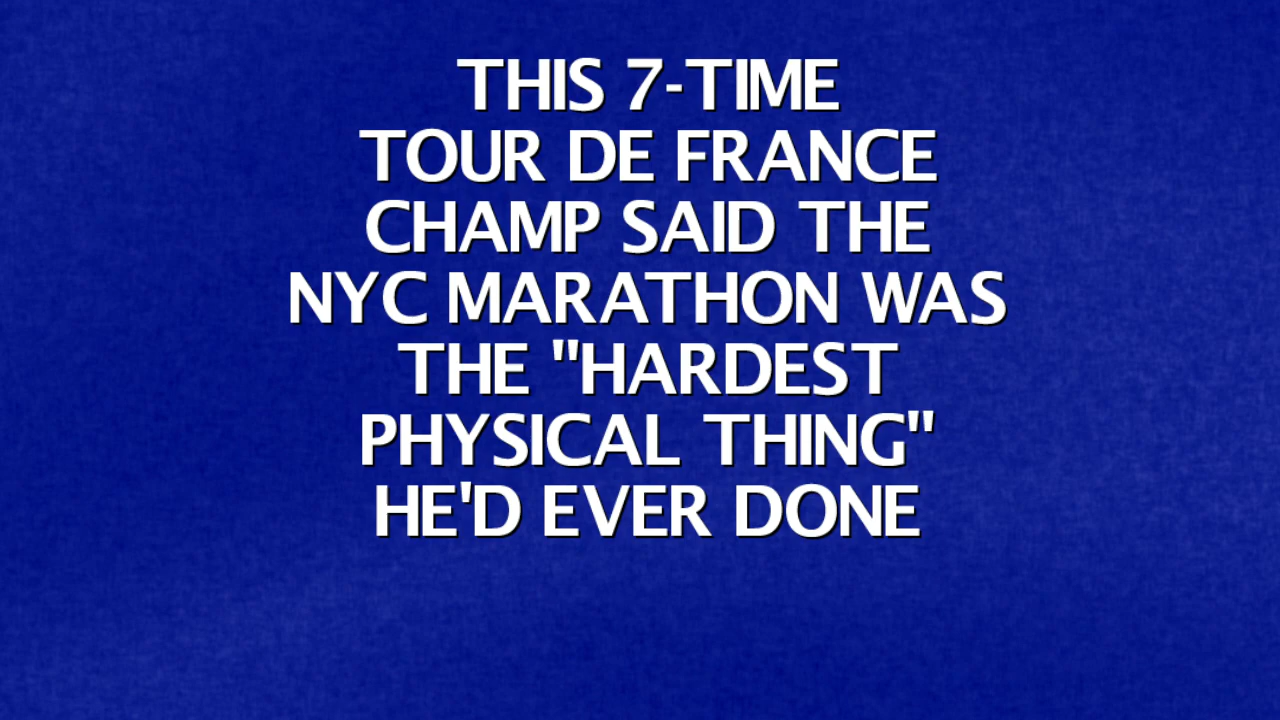 THIS 7-TIME
TOUR DE FRANCE
CHAMP SAID THE
NYC MARATHON WAS
THE "HARDEST
PHYSICAL THING"
HE'D EVER DONE